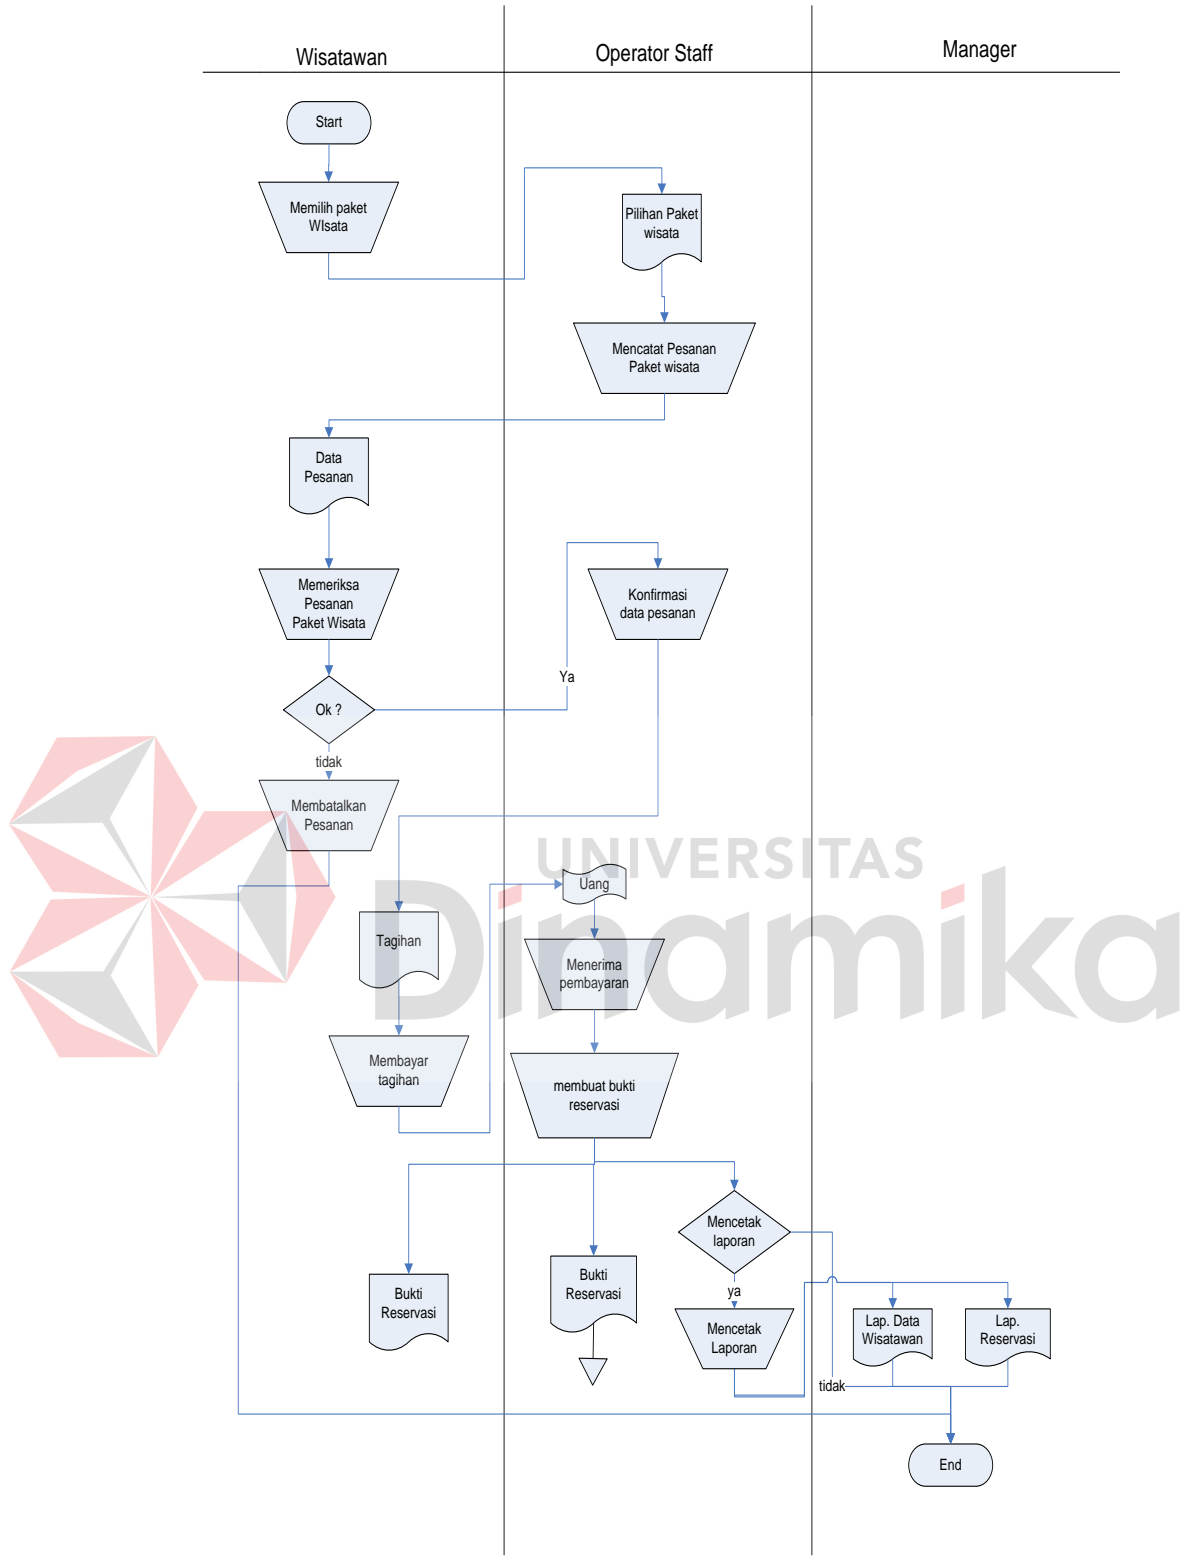 Wisatawan
Operator Staff
Manager
Start
Memilih paket
WIsata
Pilihan Paket
wisata
Mencatat Pesanan
Paket wisata
Data
Pesanan
Memeriksa
Pesanan
Paket Wisata
Konfirmasi
data pesanan
Ya
Ok ?
tidak
Membatalkan
Pesanan
UNIVERSITAS
Dinamika
Uang
Tagihan
Menerima
pembayaran
Membayar
tagihan
membuat bukti
reservasi
Mencetak
laporan
Bukti
Reservasi
Bukti
Reservasi
ya
Mencetak
Laporan
Lap. Data
Wisatawan
Lap.
Reservasi
tidak
End